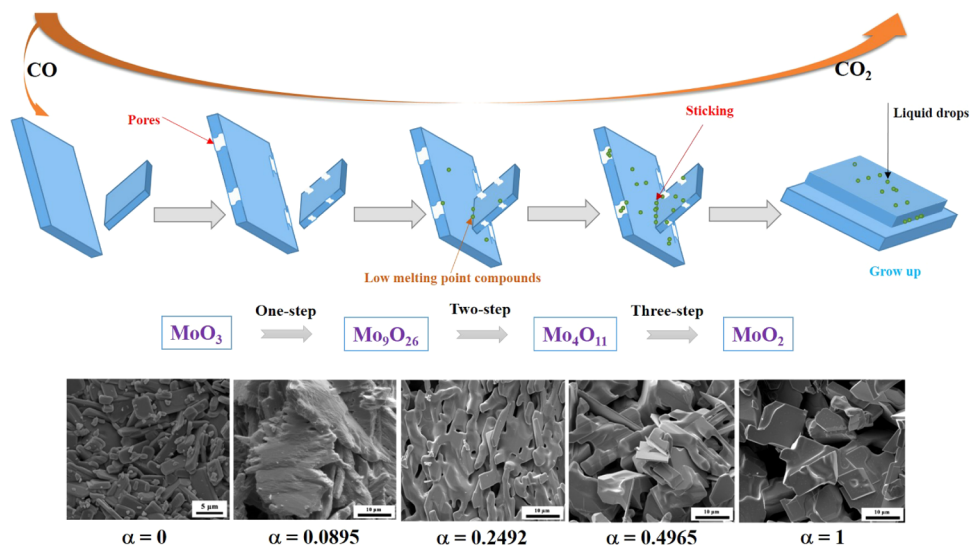 CO
CO₂
Pores
Sticking
Liquid drops
Low melting point compounds
Grow up
One-step
Two-step
Three-step
MoO₃
Mo₉O₂₆
Mo₄O₁₁
MoO₂
5 μm
10 μm
10 μm
10 μm
10 μm
α = 0
α = 0.0895
α = 0.2492
α = 0.4965
α = 1